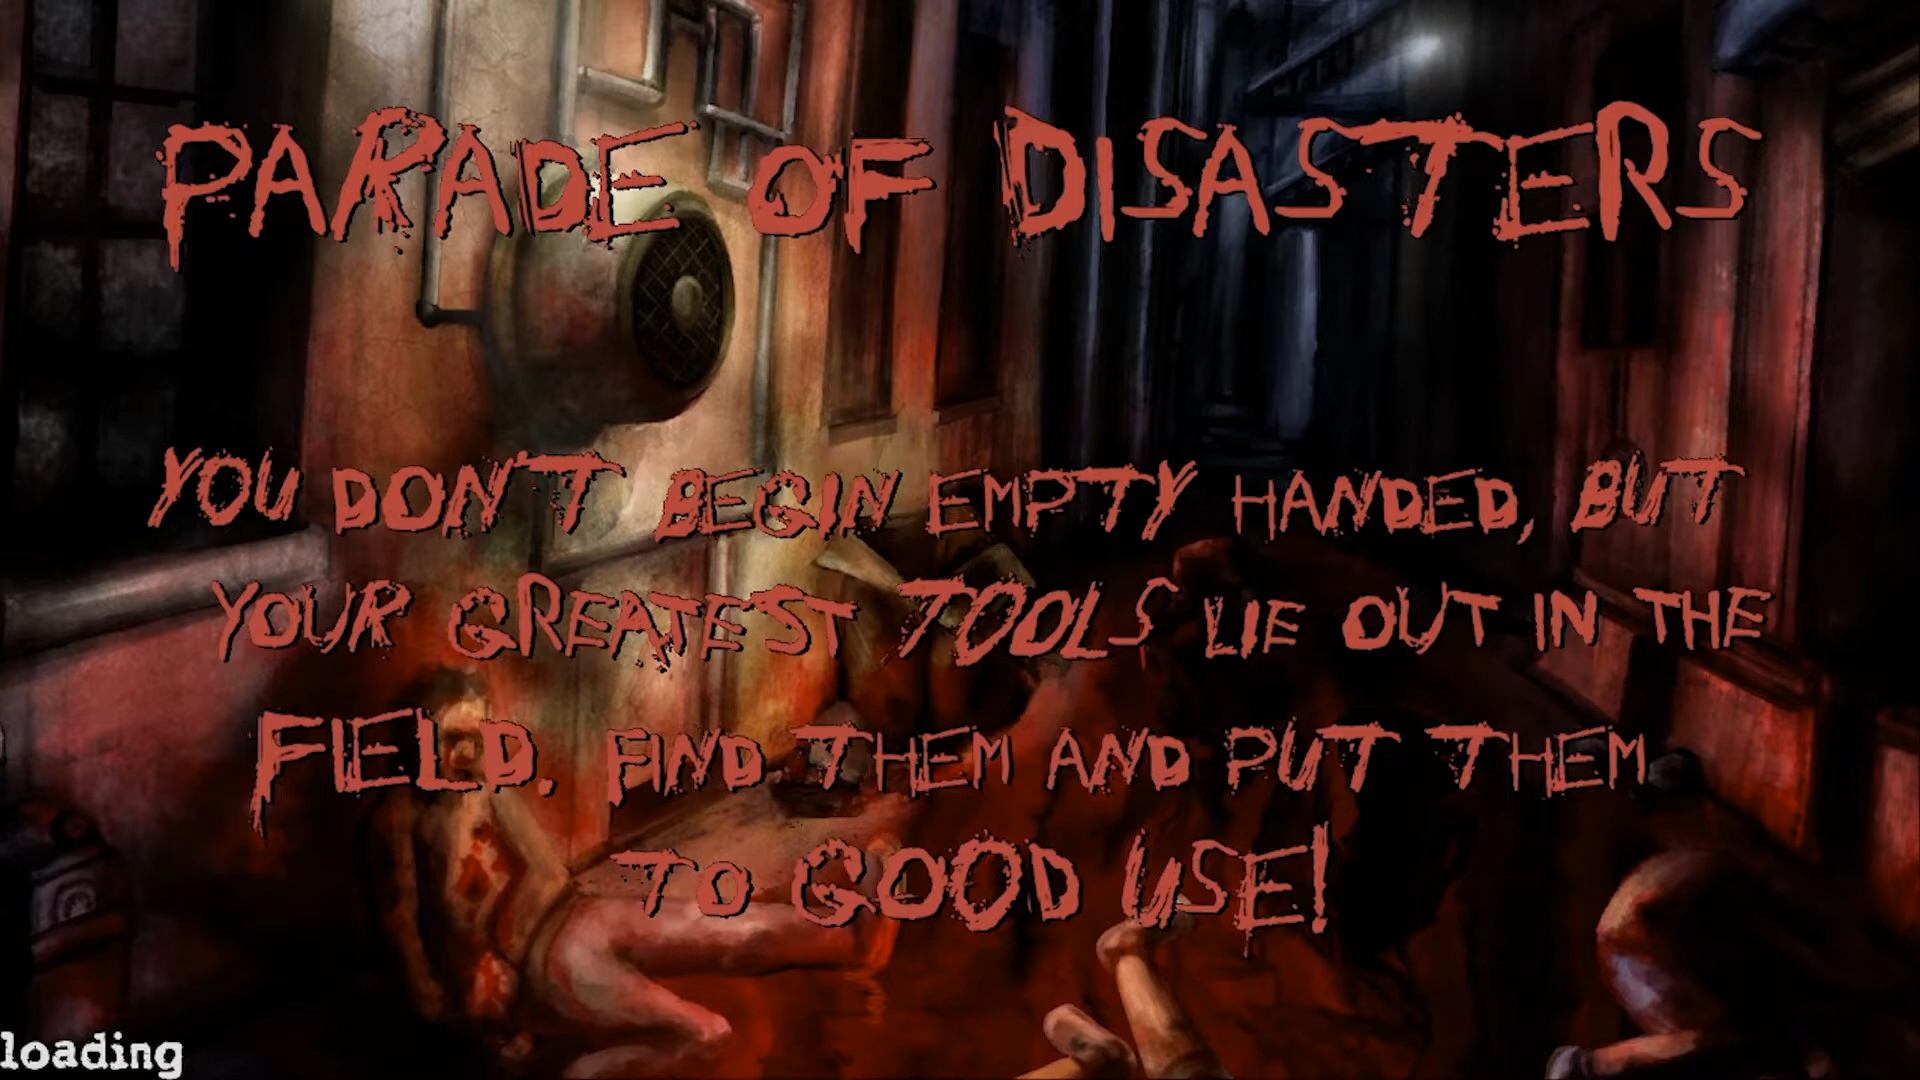 PARADE OF DISASTERS
YOU DON'T BEGIN EMPTY HANDED, BUT
YOUR GREATEST TOOLS LIE OUT IN THE
FIELD. FIND THEM AND PUT THEM
TO GOOD USE!
loading